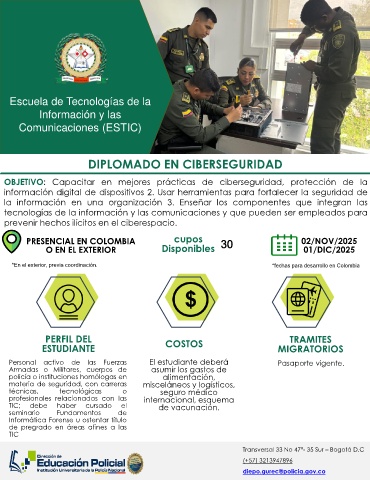 Escuela de Tecnologías de la
Información y las
Comunicaciones (ESTIC)
DIPLOMADO EN CIBERSEGURIDAD
OBJETIVO: Capacitar en mejores prácticas de ciberseguridad, protección de la
información digital de dispositivos 2. Usar herramientas para fortalecer la seguridad de
la información en una organización 3. Enseñar los componentes que integran las
tecnologías de la información y las comunicaciones y que pueden ser empleados para
prevenir hechos ilícitos en el ciberespacio.
PRESENCIAL EN COLOMBIA
O EN EL EXTERIOR
*En el exterior, previa coordinación.
cupos
Disponibles 30
02/NOV/2025
01/DIC/2025
*fechas para desarrollo en Colombia
PERFIL DEL
ESTUDIANTE
Personal activo de las Fuerzas
Armadas o Militares, cuerpos de
policía o instituciones homólogas en
materia de seguridad, con carreras
técnicas, tecnológicas o
profesionales relacionados con las
TIC; debe haber cursado el
seminario Fundamentos de
Informática Forense u ostentar título
de pregrado en áreas afines a las
TIC
$
COSTOS
El estudiante deberá
asumir los gastos de
alimentación,
misceláneos y logísticos,
seguro médico
internacional, esquema
de vacunación.
TRAMITES
MIGRATORIOS
Pasaporte vigente.
Dirección de
Educación Policial
Institución Universitaria de la Policía Nacional
Transversal 33 No 47ª- 35 Sur – Bogotá D.C
(+57) 3213947896
diepo.gurec@policia.gov.co